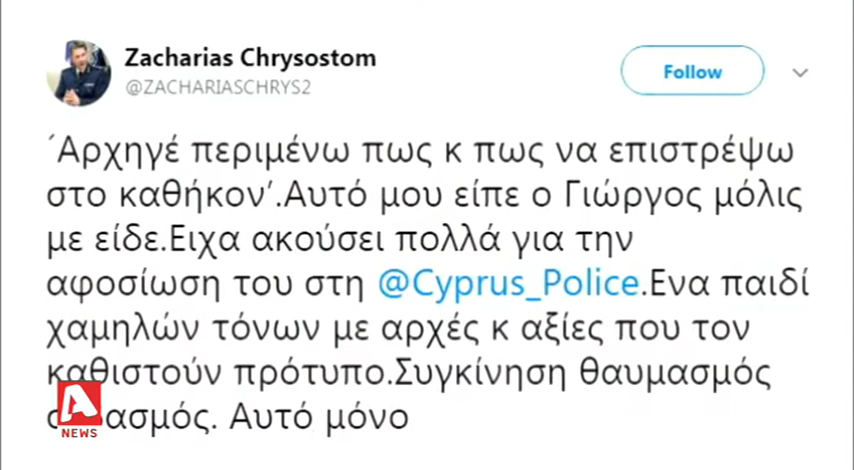 Zacharias Chrysostom
@ZACHARIASCHRYS2
Follow
΄Αρχηγέ περιμένω πως κ πως να επιστρέψω
στο καθήκον'.Αυτό μου είπε ο Γιώργος μόλις
με είδε.Ειχα ακούσει πολλά για την
αφοσίωση του στη @Cyprus_Police.Ενα παιδί
χαμηλών τόνων με αρχές κ αξίες που τον
καθιστούν πρότυπο.Συγκίνηση θαυμασμός
Αυτό μόνο
A
NEWS